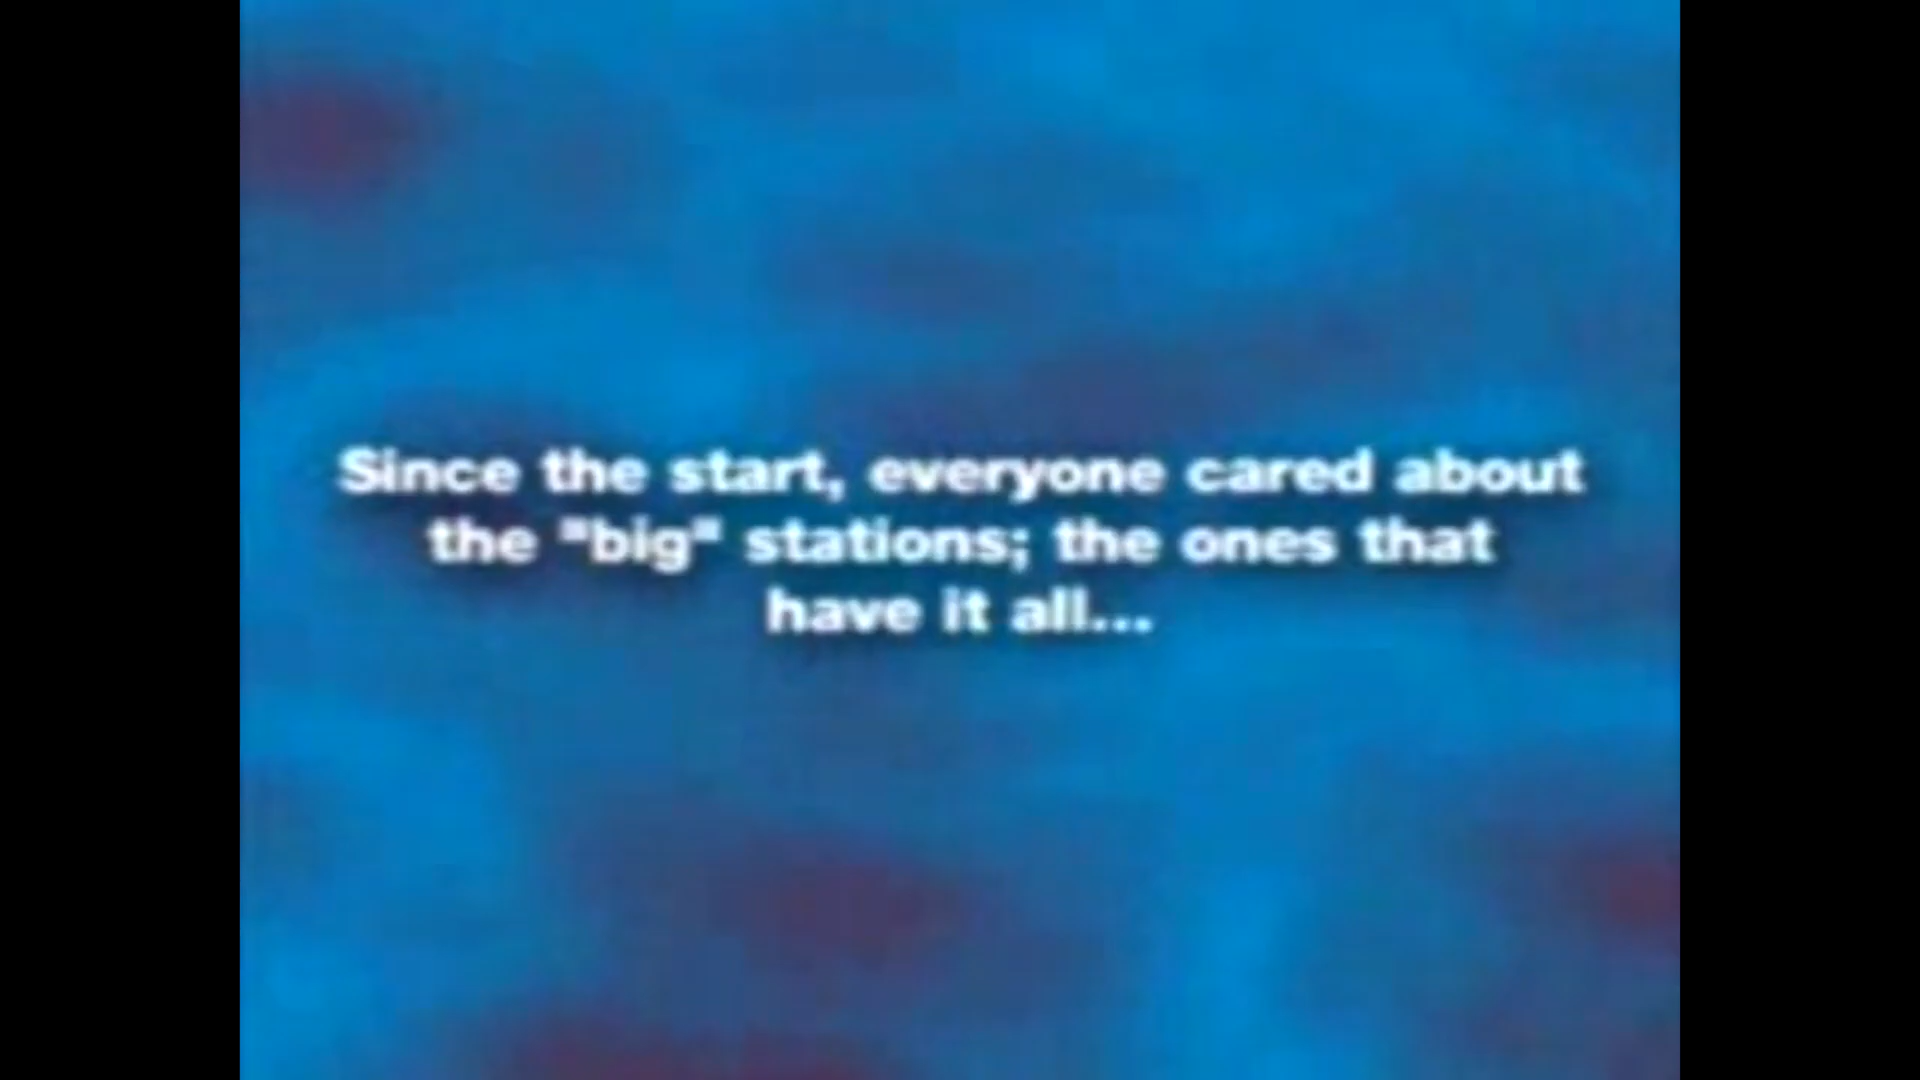 Since the start, everyone cared about
the "big" stations; the ones that
have it all...